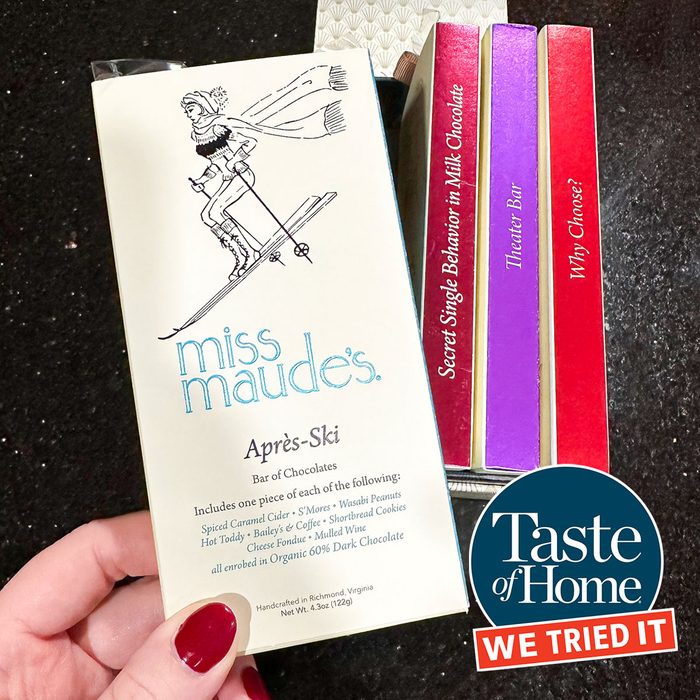 miss
maude's®
Après-Ski
Bar of Chocolates
Includes one piece of each of the following:
Spiced Caramel Cider • S'Mores • Wasabi Peanuts
Hot Toddy • Bailey's & Coffee • Shortbread Cookies
Cheese Fondue • Mulled Wine
all enrobed in Organic 60% Dark Chocolate
Handcrafted in Richmond, Virginia
Net Wt. 4.3oz (122g)
Secret Single Behavior in Milk Chocolate
Theater Bar
Why Choose?
Taste
of Home
WE TRIED IT